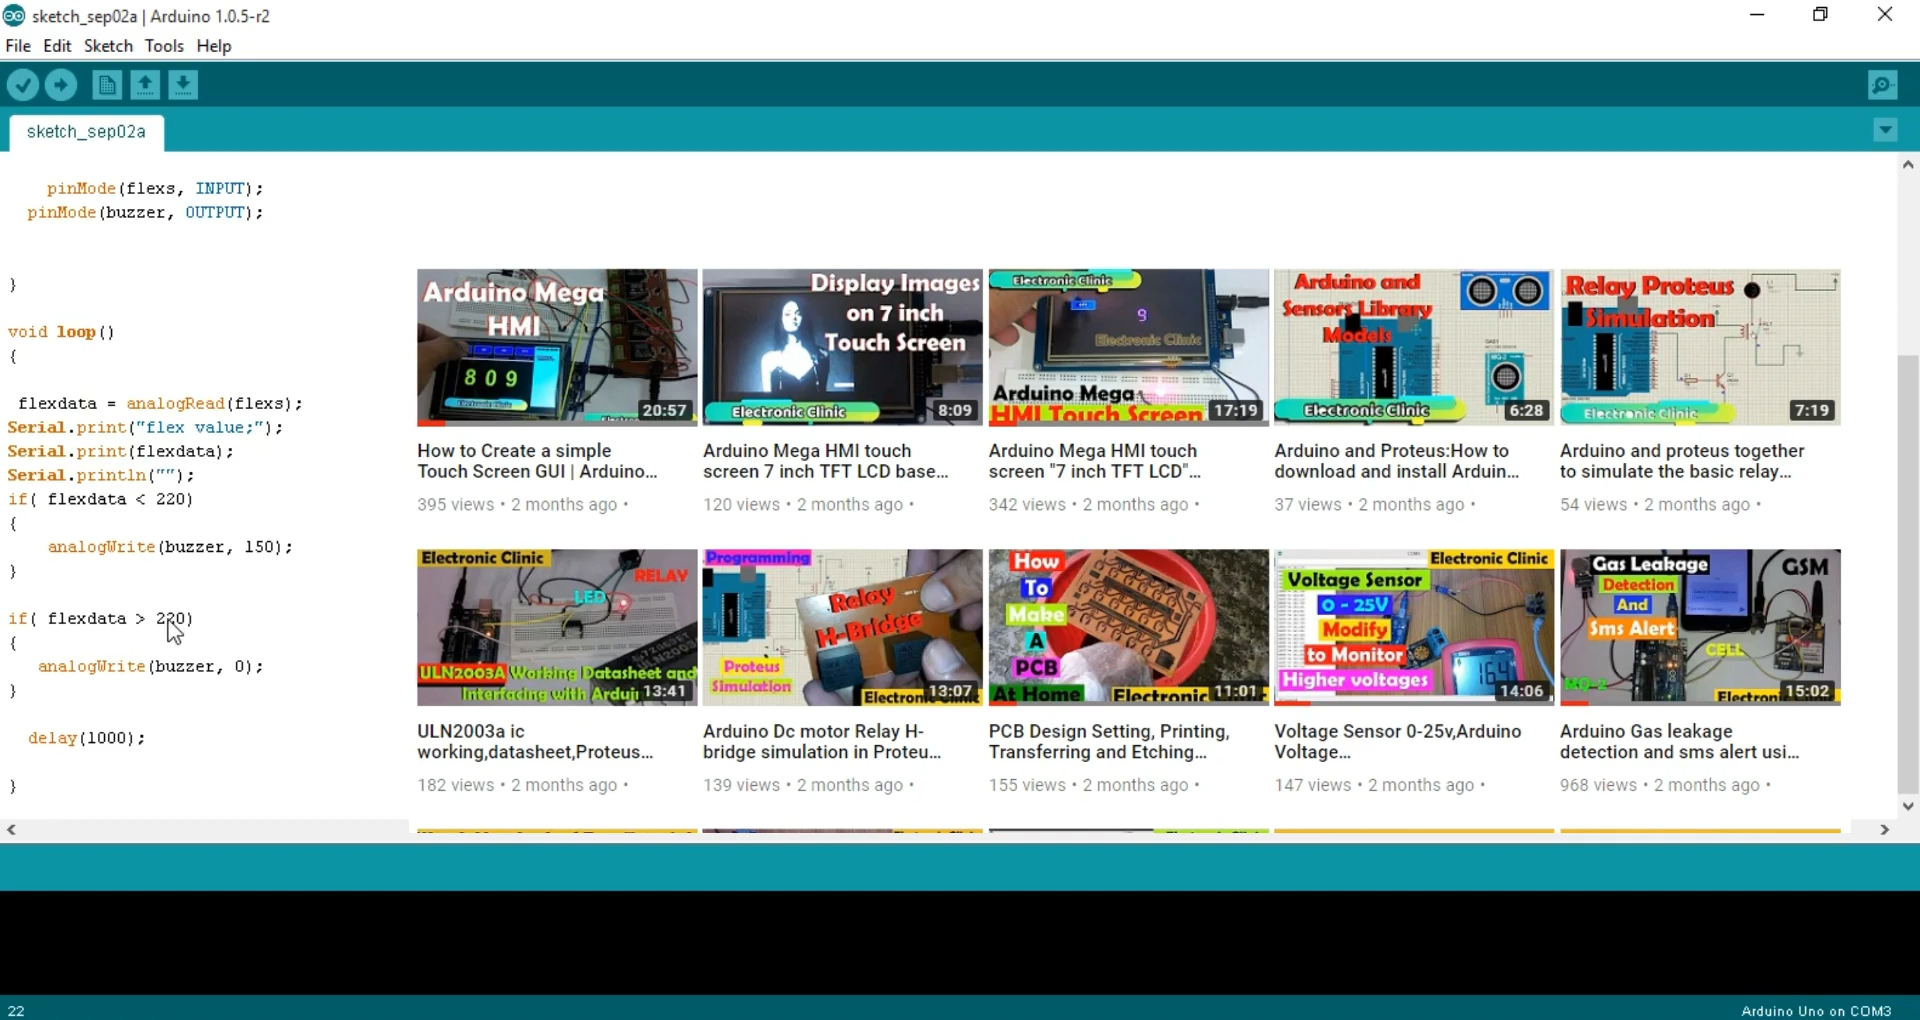 sketch_sep02a | Arduino 1.0.5-r2
File Edit Sketch Tools Help
sketch_sep02a
pinMode(flexs, INPUT);
pinMode(buzzer, OUTPUT);
}
void loop()
{
flexdata = analogRead(flexs);
Serial.print("flex value;");
Serial.print(flexdata);
Serial.println("");
if( flexdata < 220)
{
analogWrite(buzzer, 150);
}
if( flexdata > 220)
{
analogWrite(buzzer, 0);
}
delay(1000);
}
Arduino Mega
HMI
809
20:57
How to Create a simple
Touch Screen GUI | Arduino...
395 views • 2 months ago •
Display Images
on 7 inch
Touch Screen
Electronic Clinic
8:09
Arduino Mega HMI touch
screen 7 inch TFT LCD base...
120 views • 2 months ago •
Electronic Clinic
9
Electronic Clinic
Arduino Mega
HMI Touch Screen
17:19
Arduino Mega HMI touch
screen "7 inch TFT LCD"...
342 views • 2 months ago •
Arduino and
Sensors Library
Models
Electronic Clinic
6:28
Arduino and Proteus:How to
download and install Arduin...
37 views • 2 months ago •
Relay Proteus
Simulation
Electronic Clinic
7:19
Arduino and proteus together
to simulate the basic relay...
54 views • 2 months ago •
Electronic Clinic
RELAY
LED
ULN2003A Working Datasheet and
Interfacing with Ardui
13:41
ULN2003a ic
working,datasheet,Proteus...
182 views • 2 months ago •
Programming
Relay
H-Bridge
Proteus
Simulation
Electronic Clinic
13:07
Arduino Dc motor Relay H-
bridge simulation in Proteu...
139 views • 2 months ago •
How
To
Make
A
PCB
At Home
Electronic
11:01
PCB Design Setting, Printing,
Transferring and Etching...
155 views • 2 months ago •
Electronic Clinic
Voltage Sensor
0 - 25V
Modify
to Monitor
Higher voltages
14:06
Voltage Sensor 0-25v,Arduino
Voltage...
147 views • 2 months ago •
Gas Leakage
Detection
And
Sms Alert
GSM
CELL
MQ-2
Electroni
15:02
Arduino Gas leakage
detection and sms alert usi...
968 views • 2 months ago •
22
Arduino Uno on COM3